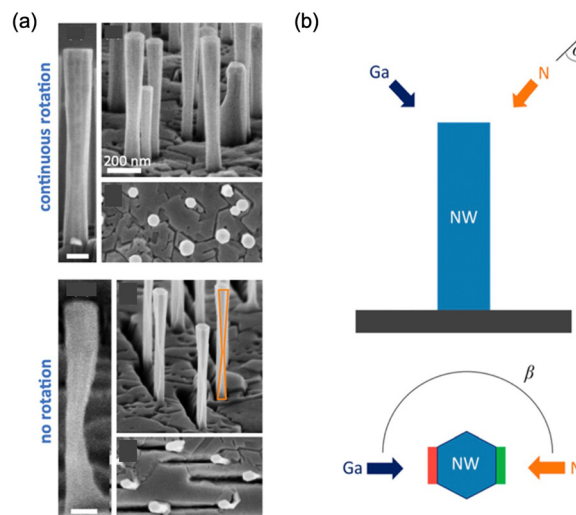 (a)
continuous rotation
200 nm
no rotation
(b)
Ga
N
NW
β
Ga
NW